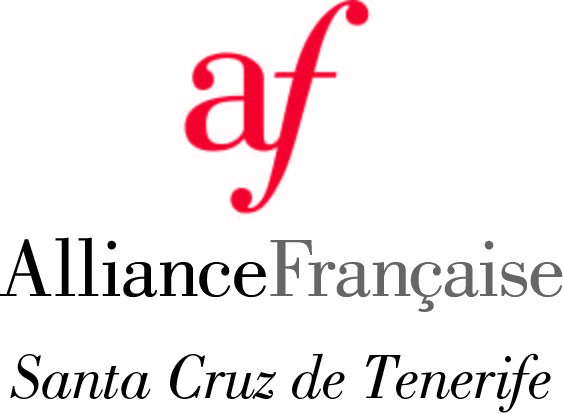 af
AllianceFrançaise
Santa Cruz de Tenerife